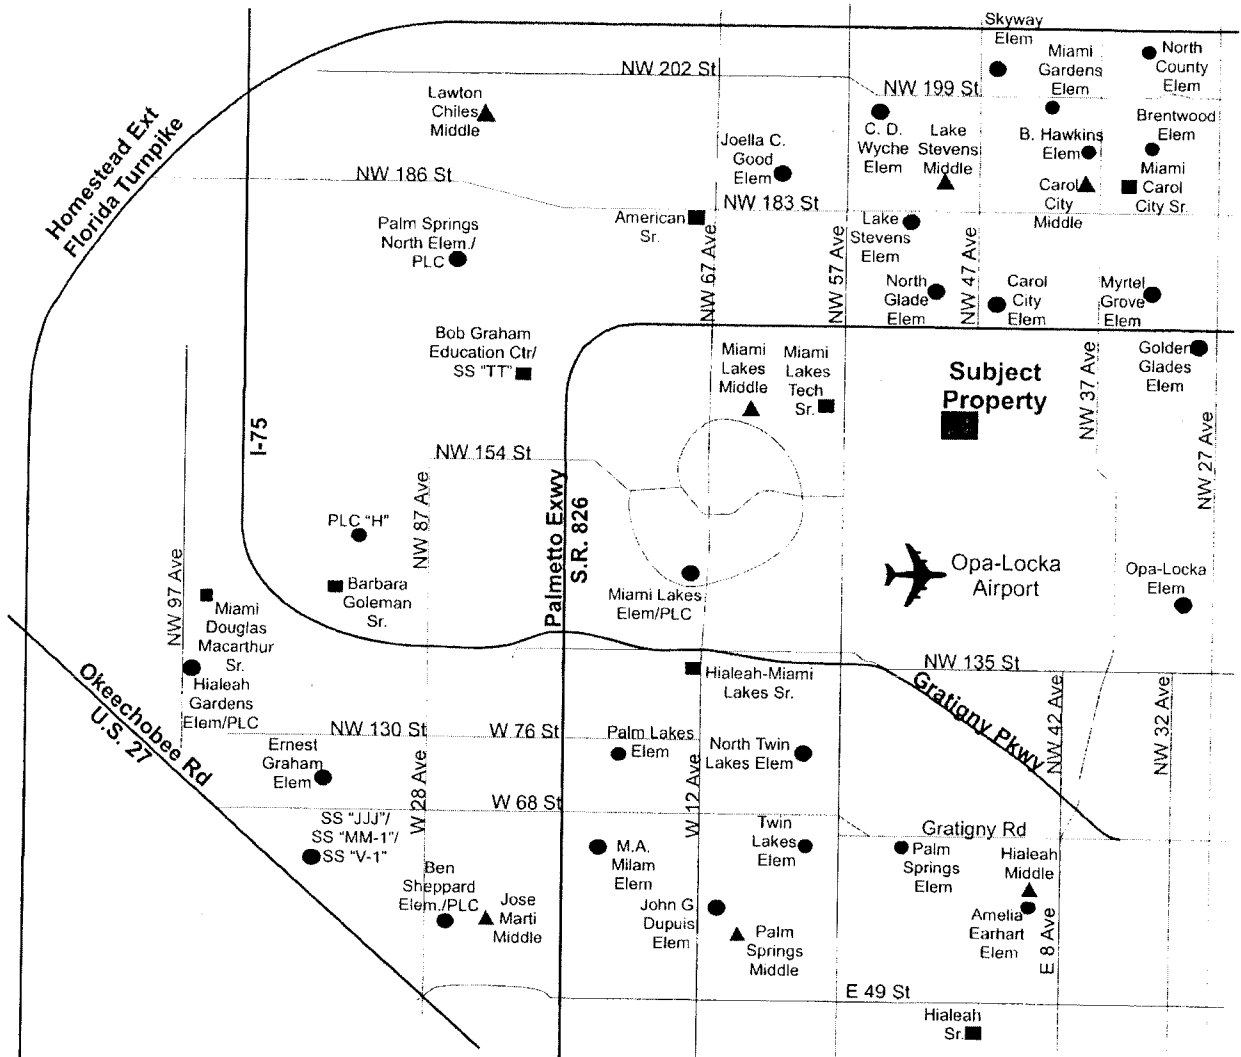 Skyway
Elem
Miami
Gardens
Elem
North
County
Elem
NW 202 St
NW 199 St
Lawton
Chiles
Middle
Homestead Ext
Florida Turnpike
Joella C.
Good
Elem
C. D.
Wyche
Elem
Lake
Stevens
Middle
B. Hawkins
Elem
Brentwood
Elem
Miami
Carol
City Sr.
Carol
City
Middle
NW 186 St
NW 183 St
American
Sr.
Palm Springs
North Elem./
PLC
Lake
Stevens
Elem
NW 67 Ave
NW 57 Ave
NW 47 Ave
North
Glade
Elem
Carol
City
Elem
Myrtel
Grove
Elem
Bob Graham
Education Ctr/
SS "TT"
Miami
Lakes
Middle
Miami
Lakes
Tech
Sr.
Subject
Property
NW 37 Ave
Golden
Glades
Elem
NW 27 Ave
I-75
NW 154 St
NW 87 Ave
Palmetto Exwy
S.R. 826
PLC "H"
NW 97 Ave
Barbara
Goleman
Sr.
Miami Lakes
Elem/PLC
Opa-Locka
Airport
Opa-Locka
Elem
Miami
Douglas
Macarthur
Sr.
Hialeah
Gardens
Elem/PLC
Hialeah-Miami
Lakes Sr.
NW 135 St
Gratigny Pkwy
NW 42 Ave
NW 32 Ave
Okeechobee Rd
U.S. 27
NW 130 St
W 76 St
Ernest
Graham
Elem
Palm Lakes
Elem
North Twin
Lakes Elem
W 28 Ave
W 12 Ave
W 68 St
SS "JJJ"/
SS "MM-1"/
SS "V-1"
M.A.
Milam
Elem
Twin
Lakes
Elem
Gratigny Rd
Palm
Springs
Elem
Hialeah
Middle
Ben
Sheppard
Elem./PLC
Jose
Marti
Middle
John G
Dupuis
Elem
Palm
Springs
Middle
Amelia
Earhart
Elem
E 8 Ave
E 49 St
Hialeah
Sr.